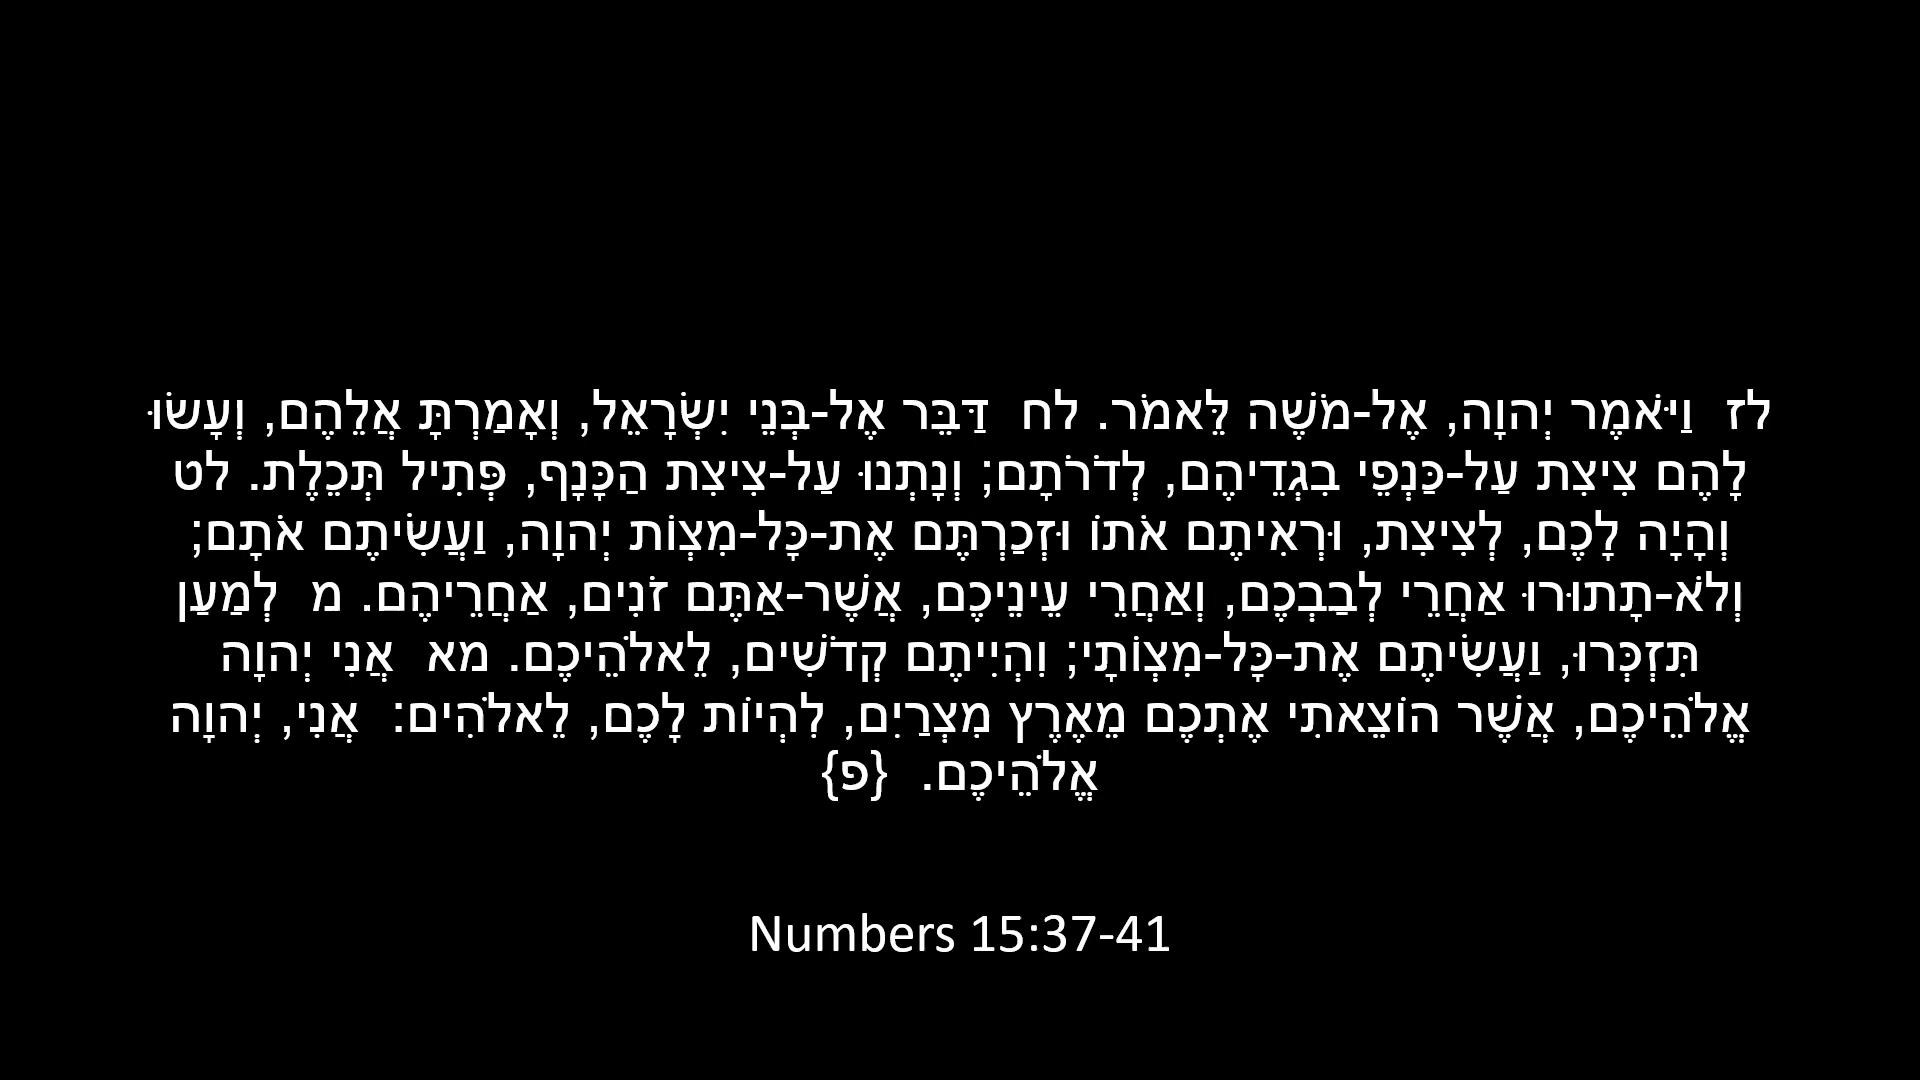 לז  וַיֹּאמֶר יְהוָה, אֶל-מֹשֶׁה לֵּאמֹר. לח  דַּבֵּר אֶל-בְּנֵי יִשְׂרָאֵל, וְאָמַרְתָּ אֲלֵהֶם, וְעָשׂוּ
לָהֶם צִיצִת עַל-כַּנְפֵי בִגְדֵיהֶם, לְדֹרֹתָם; וְנָתְנוּ עַל-צִיצִת הַכָּנָף, פְּתִיל תְּכֵלֶת. לט
וְהָיָה לָכֶם, לְצִיצִת, וּרְאִיתֶם אֹתוֹ וּזְכַרְתֶּם אֶת-כָּל-מִצְוֺת יְהוָה, וַעֲשִׂיתֶם אֹתָם;
וְלֹא-תָתוּרוּ אַחֲרֵי לְבַבְכֶם, וְאַחֲרֵי עֵינֵיכֶם, אֲשֶׁר-אַתֶּם זֹנִים, אַחֲרֵיהֶם. מ  לְמַעַן
תִּזְכְּרוּ, וַעֲשִׂיתֶם אֶת-כָּל-מִצְוֺתָי; וִהְיִיתֶם קְדֹשִׁים, לֵאלֹהֵיכֶם. מא  אֲנִי יְהוָה
אֱלֹהֵיכֶם, אֲשֶׁר הוֹצֵאתִי אֶתְכֶם מֵאֶרֶץ מִצְרַיִם, לִהְיוֹת לָכֶם, לֵאלֹהִים:  אֲנִי, יְהוָה
אֱלֹהֵיכֶם.  {פ}
Numbers 15:37-41